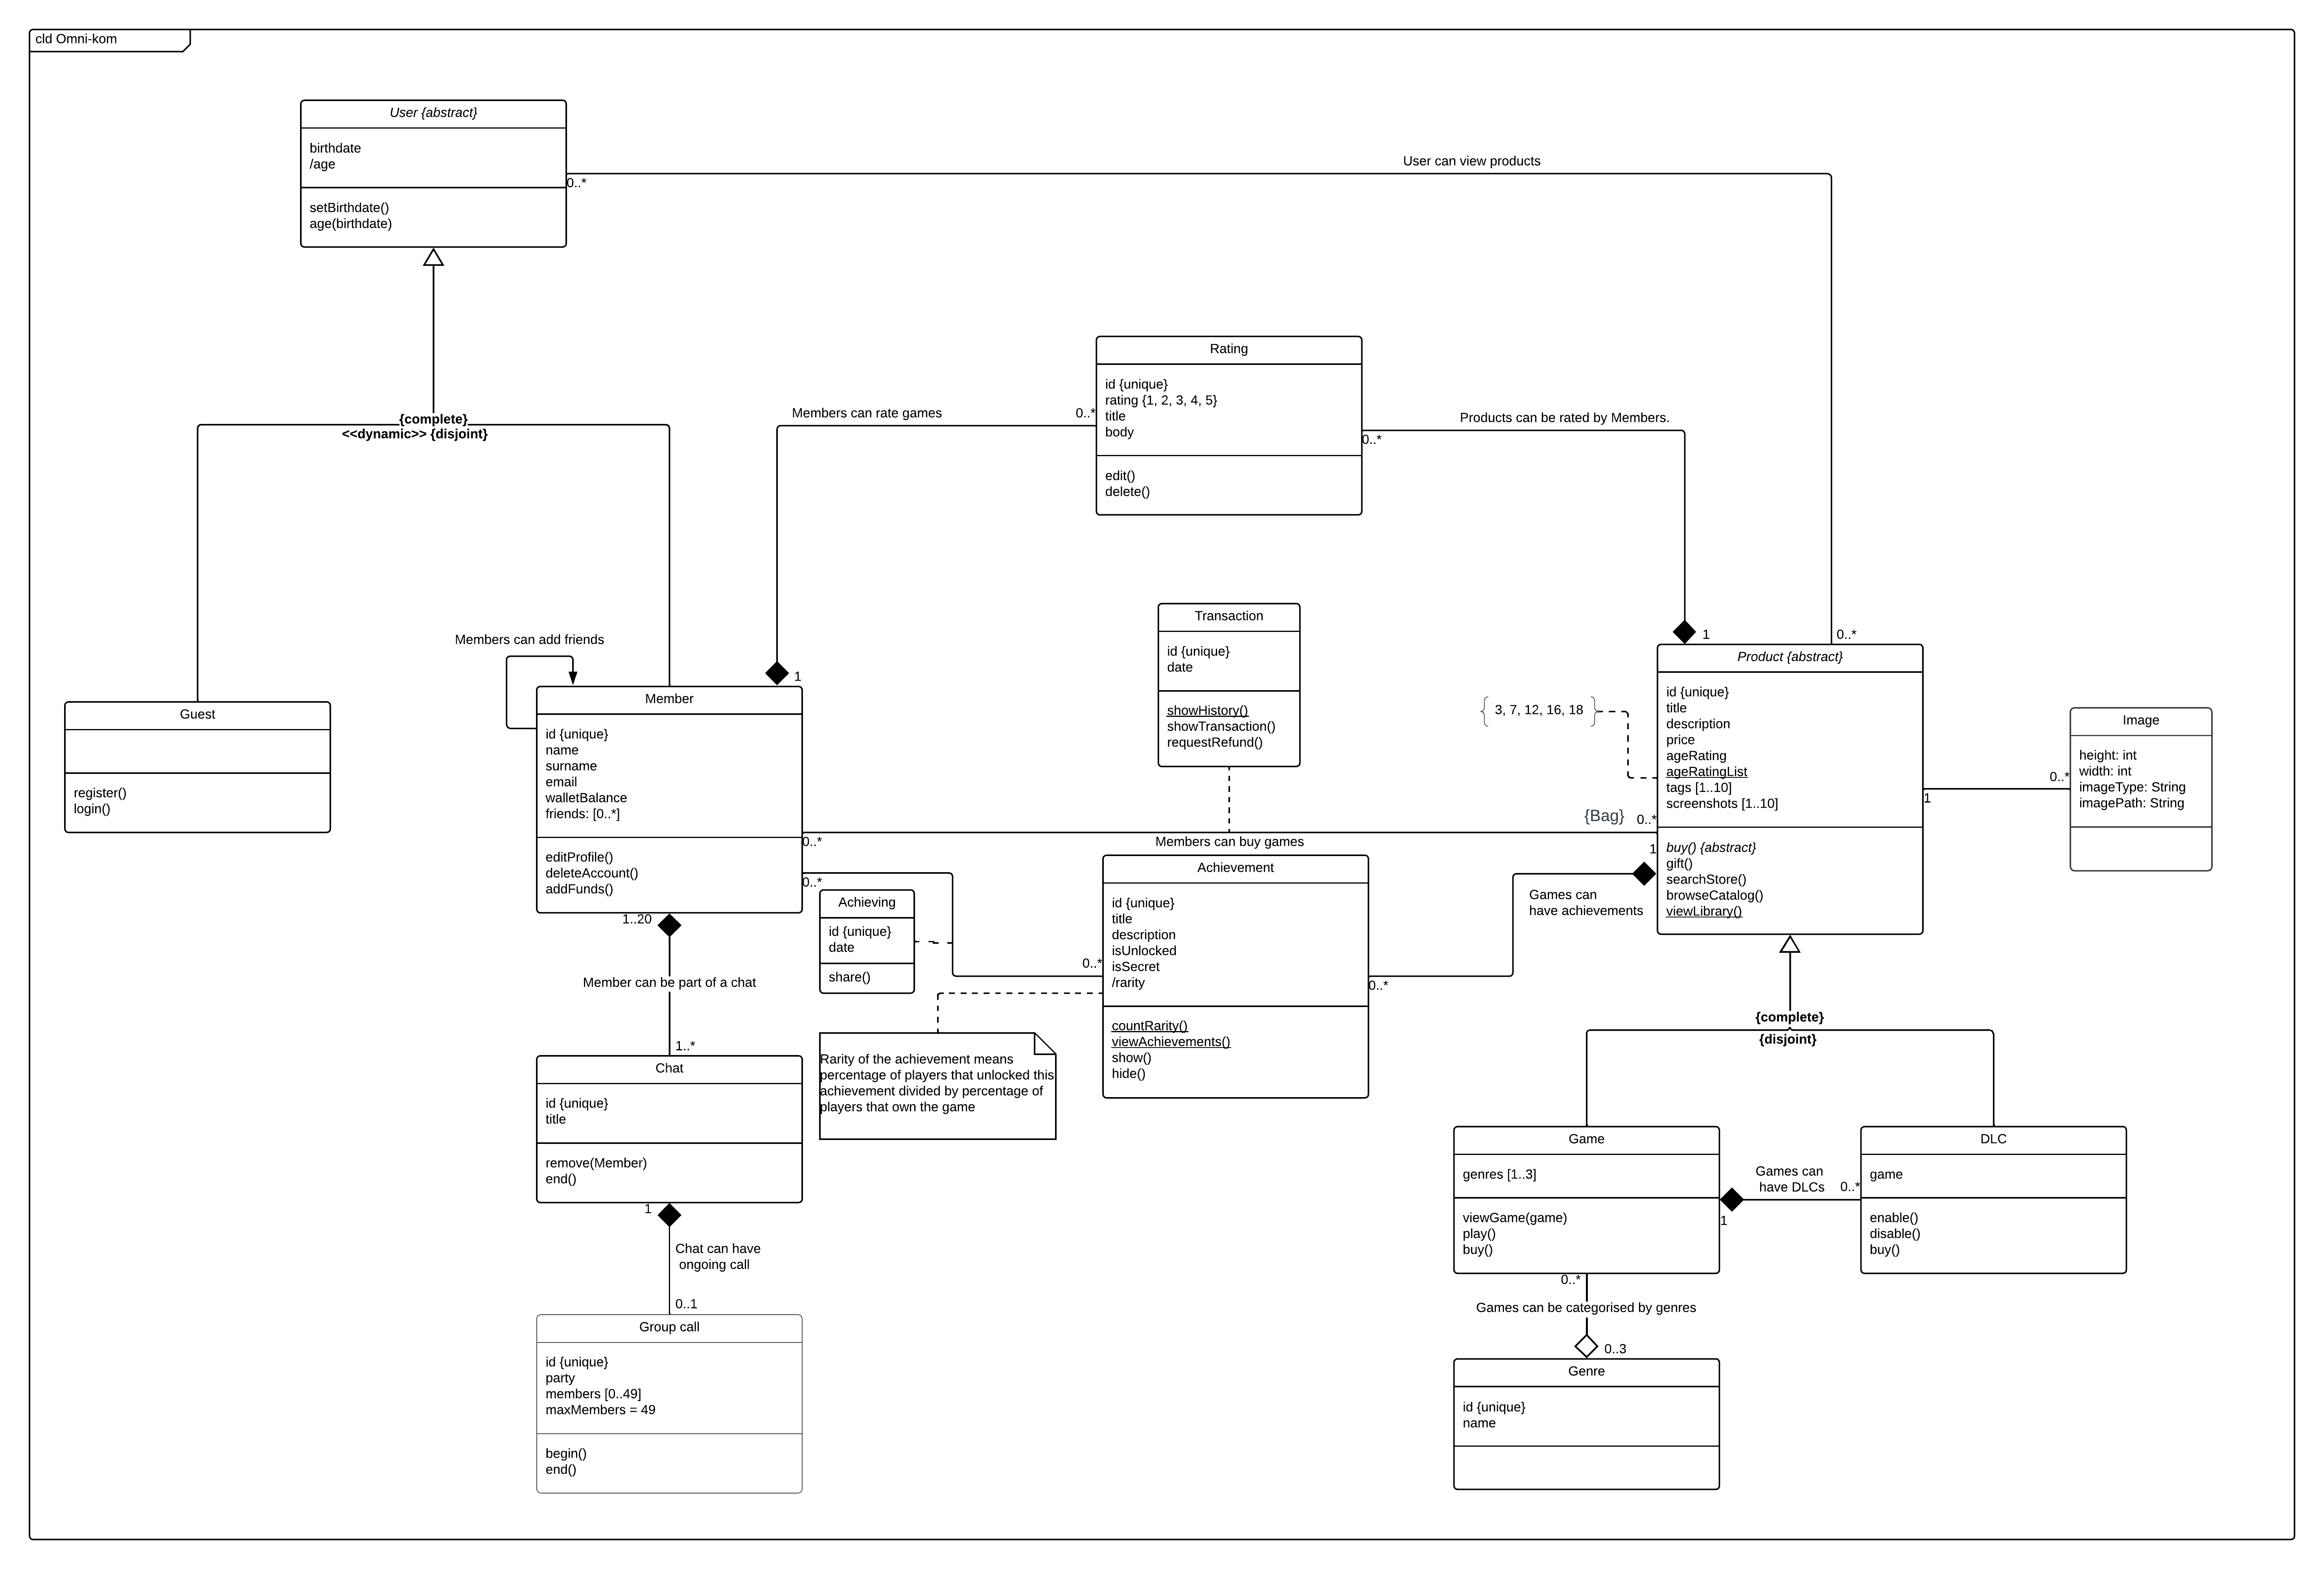 cld Omni-kom
User {abstract}
birthdate
/age
setBirthdate()
age(birthdate)
0..*
User can view products
{complete}
<<dynamic>> {disjoint}
Guest
register()
login()
Members can add friends
Member
id {unique}
name
surname
email
walletBalance
friends: [0..*]
editProfile()
deleteAccount()
addFunds()
1
Members can rate games
0..*
Rating
id {unique}
rating {1, 2, 3, 4, 5}
title
body
edit()
delete()
0..*
Products can be rated by Members.
1
0..*
Transaction
id {unique}
date
showHistory()
showTransaction()
requestRefund()
3, 7, 12, 16, 18
Product {abstract}
id {unique}
title
description
price
ageRating
ageRatingList
tags [1..10]
screenshots [1..10]
buy() {abstract}
gift()
searchStore()
browseCatalog()
viewLibrary()
1
0..*
Image
height: int
width: int
imageType: String
imagePath: String
{Bag}
0..*
0..*
Members can buy games
0..*
Achieving
id {unique}
date
share()
0..*
Achievement
id {unique}
title
description
isUnlocked
isSecret
/rarity
countRarity()
viewAchievements()
show()
hide()
0..*
Games can
have achievements
1
Rarity of the achievement means
percentage of players that unlocked this
achievement divided by percentage of
players that own the game
1..20
Member can be part of a chat
1..*
Chat
id {unique}
title
remove(Member)
end()
1
Chat can have
ongoing call
0..1
Group call
id {unique}
party
members [0..49]
maxMembers = 49
begin()
end()
{complete}
{disjoint}
Game
genres [1..3]
viewGame(game)
play()
buy()
Games can
have DLCs
0..*
1
DLC
game
enable()
disable()
buy()
0..*
Games can be categorised by genres
0..3
Genre
id {unique}
name